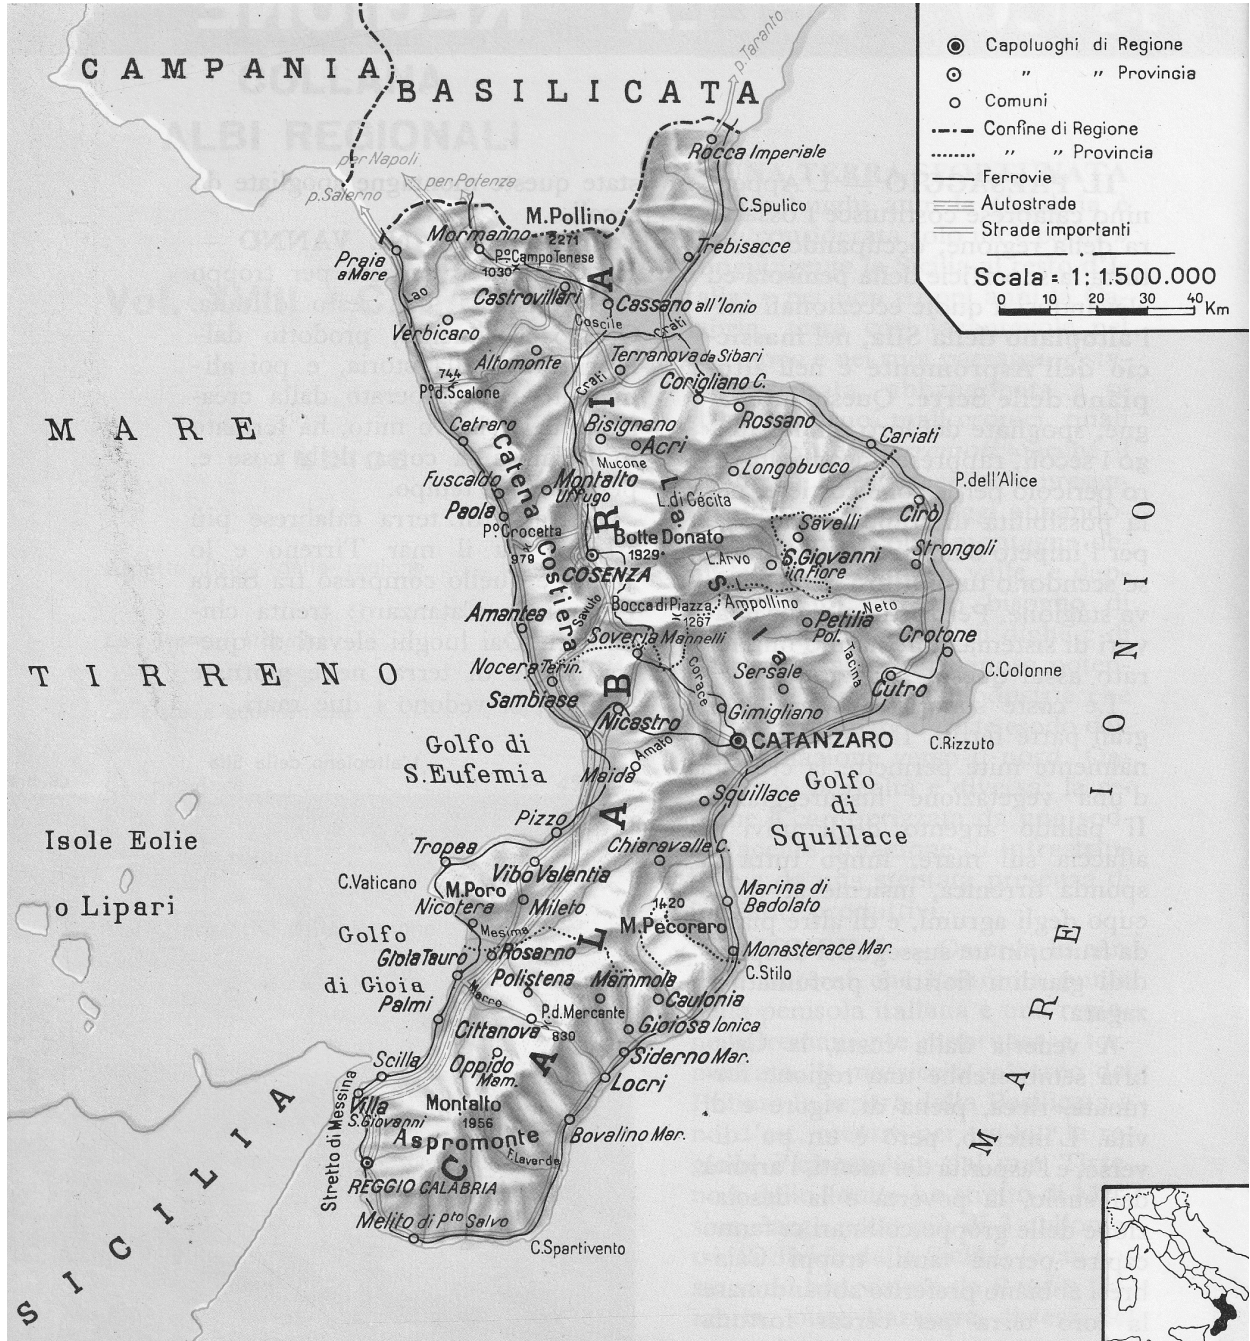 CAMPANIA
BASILICATA
p. Taranto
Capoluoghi di Regione
" " Provincia
Comuni
Confine di Regione
" " Provincia
Ferrovie
Autostrade
Strade importanti
Scala = 1:1.500.000
0 10 20 30 40 Km
per Napoli
p. Salerno
per Potenza
Rocca Imperiale
C. Spulico
M. Pollino
2271
Mormanno
Pº Campo Tenese
1030
Trebisacce
Praia
a Mare
Lao
Castrovillari
Cassano all'Ionio
Verbicaro
Coscile
Crati
Altomonte
Terranova da Sibari
744
Pº d. Scalone
Crati
Corigliano C.
Rossano
MARE
Cetraro
Bisignano
Acri
Cariati
Catena
Costiera
Mucone
Longobucco
Fuscaldo
Montalto
Uffugo
L. di Cécita
P. dell'Alice
Paola
Cirò
Pº Crocetta
979
Botte Donato
1929
Savelli
COSENZA
L. Arvo
S. Giovanni
in Fiore
Strongoli
Sila
Amantea
Savuto
Bocca di Piazza
1267
Ampollino
Neto
Petilia
Pol.
Soveria Mannelli
Crotone
TIRRENO
Nocera Terin.
Corace
Sersale
Tacina
C. Colonne
Sambiase
Cutro
Nicastro
Gimigliano
Golfo di
S. Eufemia
CATANZARO
C. Rizzuto
Amato
Maida
Golfo
di
Squillace
Squillace
Pizzo
Isole Eolie
o Lipari
Tropea
Chiaravalle C.
C. Vaticano
Vibo Valentia
M. Poro
Marina di
Badolato
Nicotera
Mileto
1420
M. Pecoraro
Mesima
Golfo
di Gioia
Rosarno
Monasterace Mar.
Gioia Tauro
C. Stilo
Polistena
Mammola
Marro
Caulonia
Palmi
P. d. Mercante
Cittanova
830
Gioiosa Ionica
Scilla
Oppido
Mam.
Siderno Mar.
Locri
Stretto di Messina
Villa
S. Giovanni
Montalto
1956
Aspromonte
Bovalino Mar.
F. Laverde
REGGIO CALABRIA
Melito di Pto Salvo
C. Spartivento
CALABRIA
SICILIA
MARE IONIO